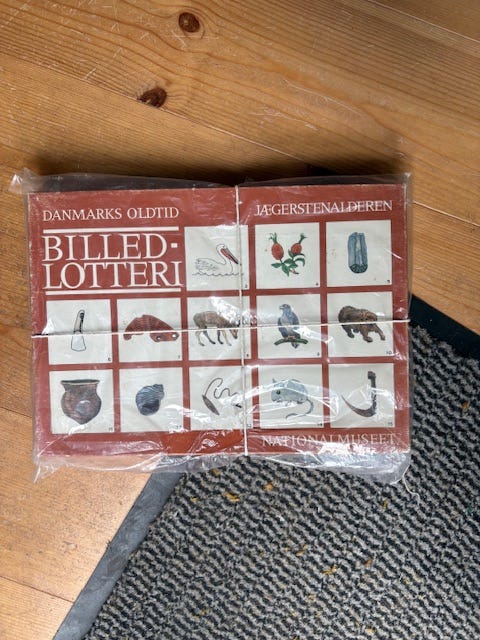 DANMARKS OLDTID
JÆGERSTENALDEREN
BILLED-
LOTTERI
NATIONALMUSEET